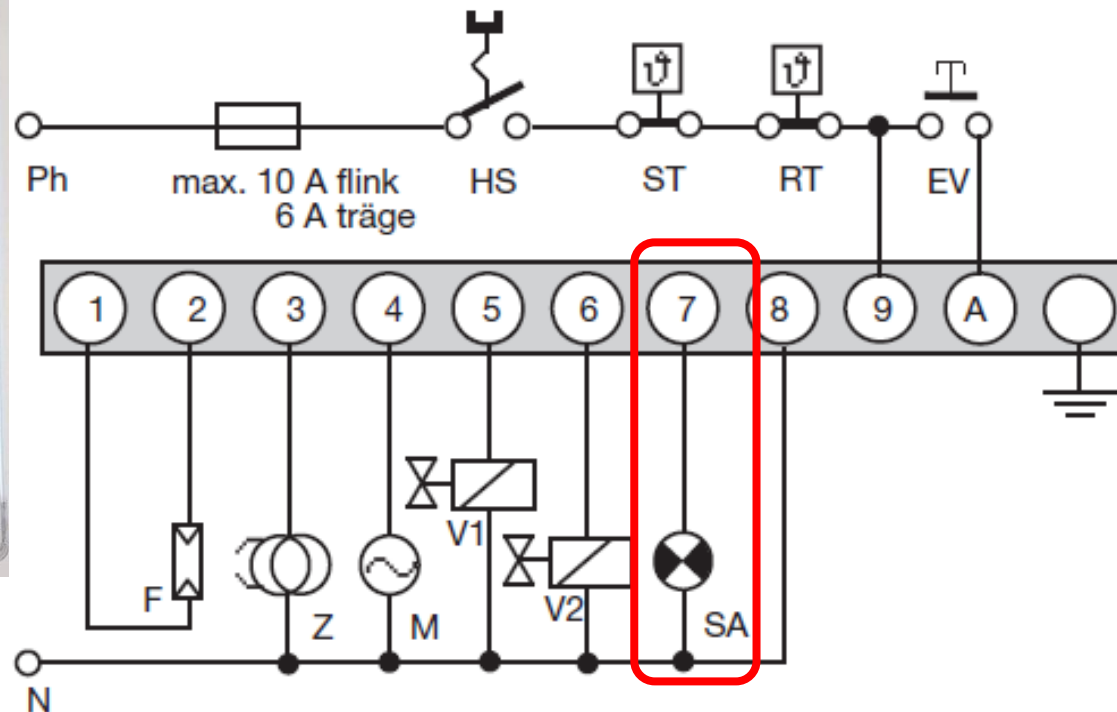 ϑ ϑ
Ph max. 10 A flink HS ST RT EV
6 A träge
1 2 3 4 5 6 7 8 9 A
V1
F Z M V2 SA
N